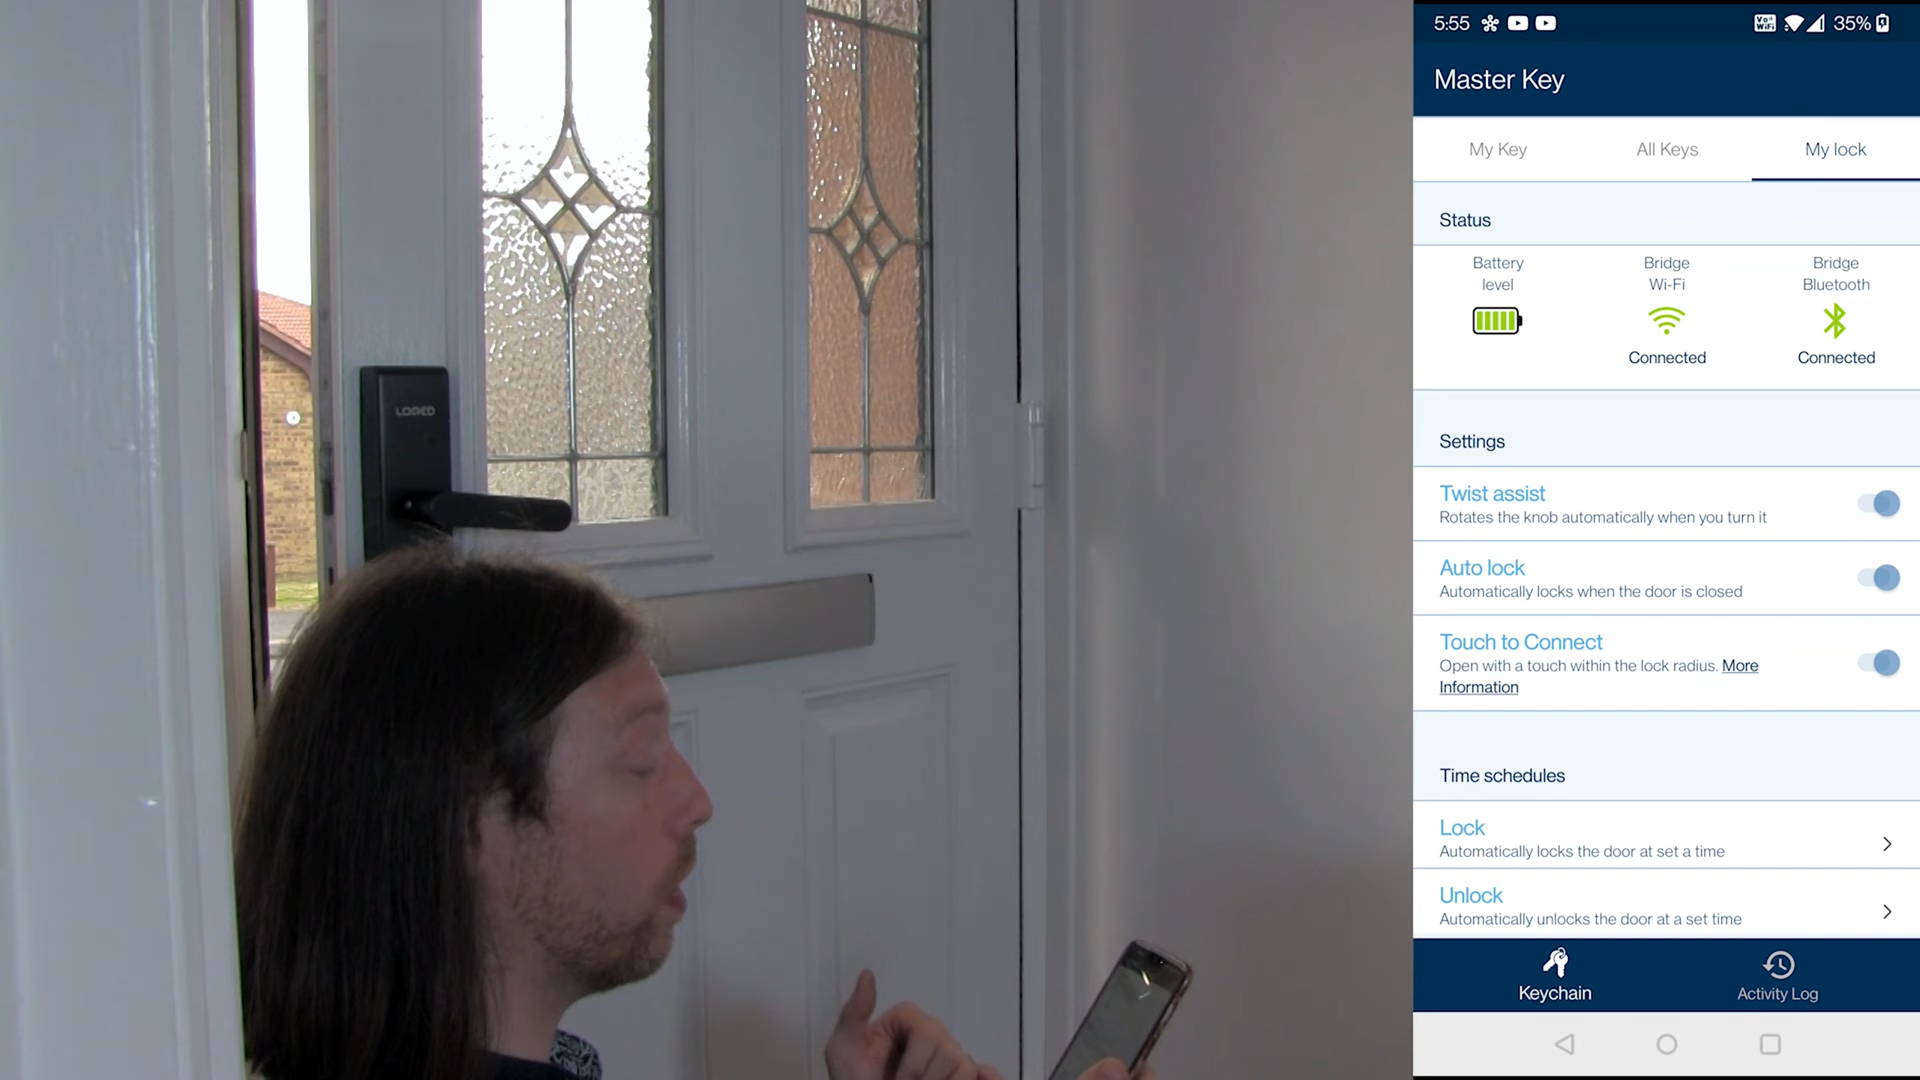 LOQED
5:55
Vo WiFi
35%
Master Key
My Key
All Keys
My lock
Status
Battery
level
Bridge
Wi-Fi
Connected
Bridge
Bluetooth
Connected
Settings
Twist assist
Rotates the knob automatically when you turn it
Auto lock
Automatically locks when the door is closed
Touch to Connect
Open with a touch within the lock radius. More
Information
Time schedules
Lock
Automatically locks the door at set a time
Unlock
Automatically unlocks the door at a set time
Keychain
Activity Log